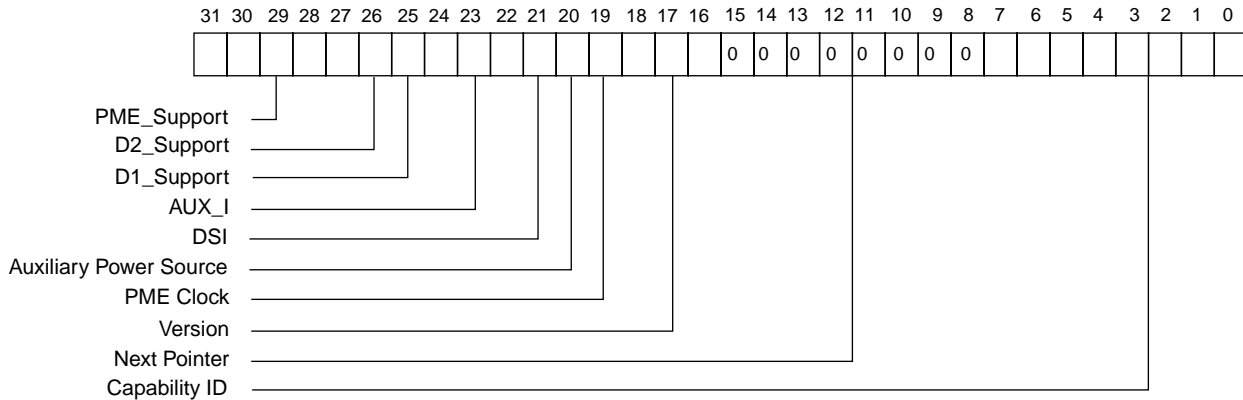 31 30 29 28 27 26 25 24 23 22 21 20 19 18 17 16 15 14 13 12 11 10 9 8 7 6 5 4 3 2 1 0
0 0 0 0 0 0 0 0
PME_Support
D2_Support
D1_Support
AUX_I
DSI
Auxiliary Power Source
PME Clock
Version
Next Pointer
Capability ID